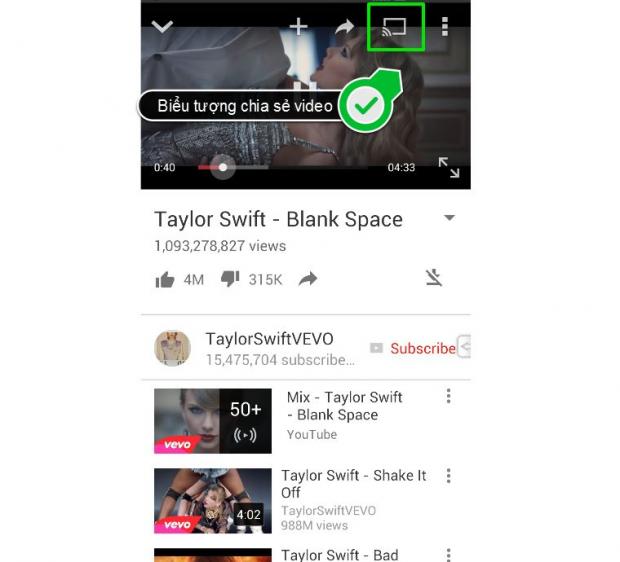 Biểu tượng chia sẻ video
0:40
04:33
Taylor Swift - Blank Space
1,093,278,827 views
4M
315K
TaylorSwiftVEVO
15,475,704 subscribe...
Subscribe
50+
vevo
Mix - Taylor Swift
- Blank Space
YouTube
4:02
vevo
Taylor Swift - Shake It
Off
TaylorSwiftVEVO
988M views
Taylor Swift - Bad